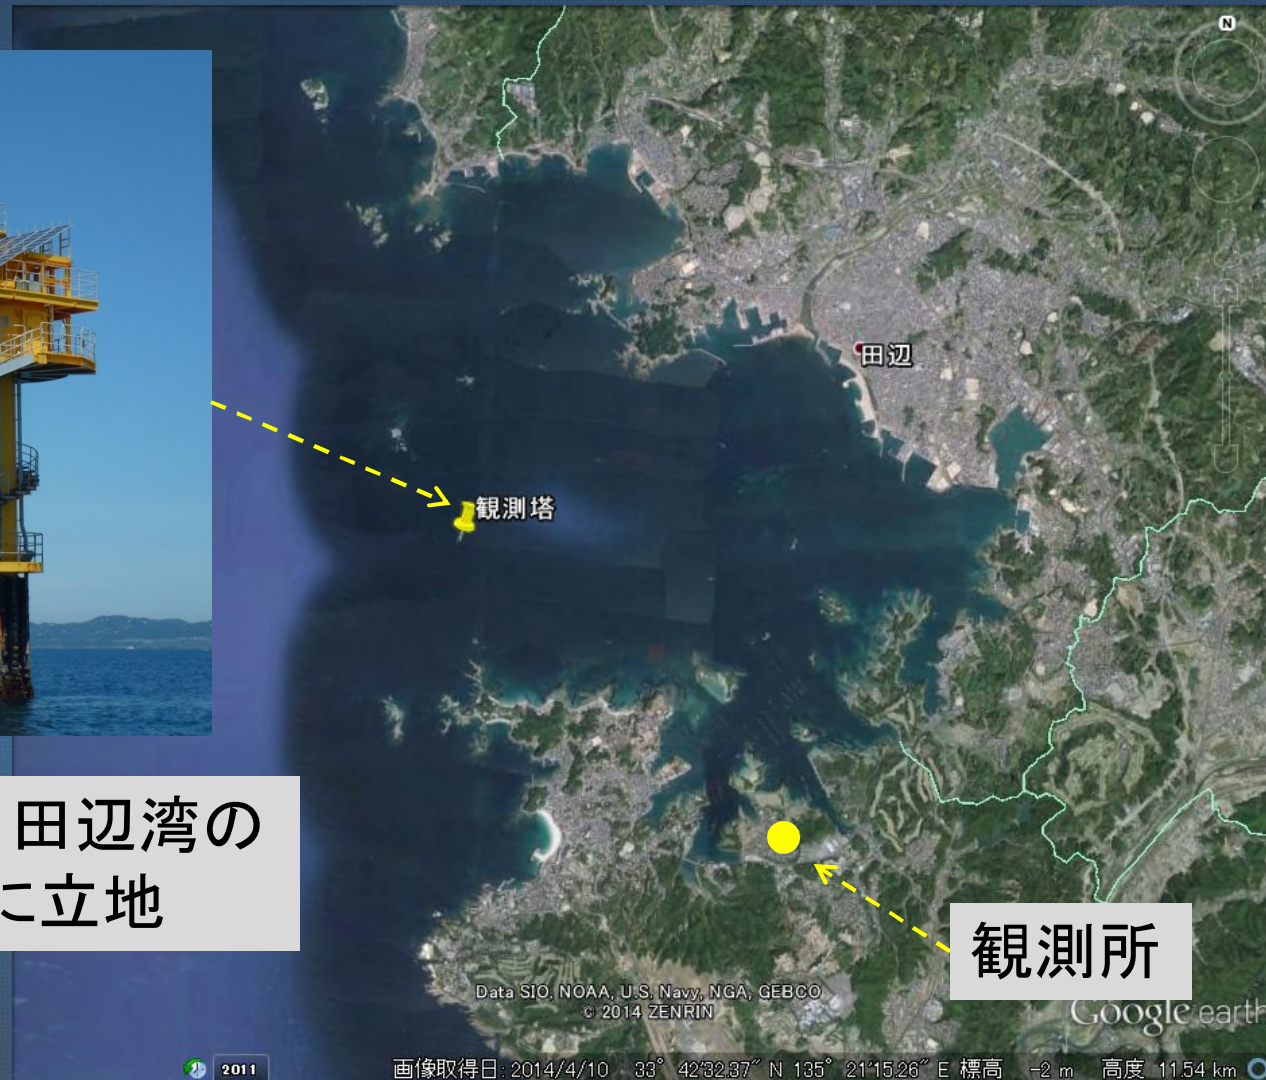 N
田辺
観測塔
田辺湾の
に立地
観測所
Data SIO, NOAA, U.S. Navy, NGA, GEBCO
© 2014 ZENRIN
Google earth
2011
画像取得日: 2014/4/10 33° 42'32.37" N 135° 21'15.26" E 標高 -2 m 高度 11.54 km